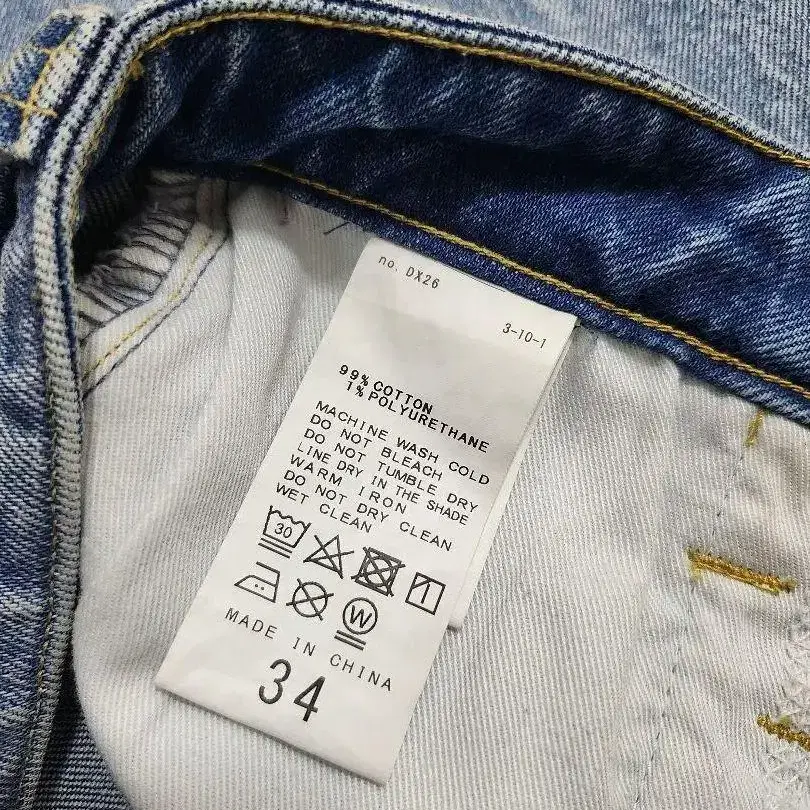 no. DX26
3-10-1
99% COTTON
1% POLYURETHANE
MACHINE WASH COLD
DO NOT BLEACH
DO NOT TUMBLE DRY
LINE DRY IN THE SHADE
WARM IRON
DO NOT DRY CLEAN
WET CLEAN
30
W
MADE IN CHINA
34